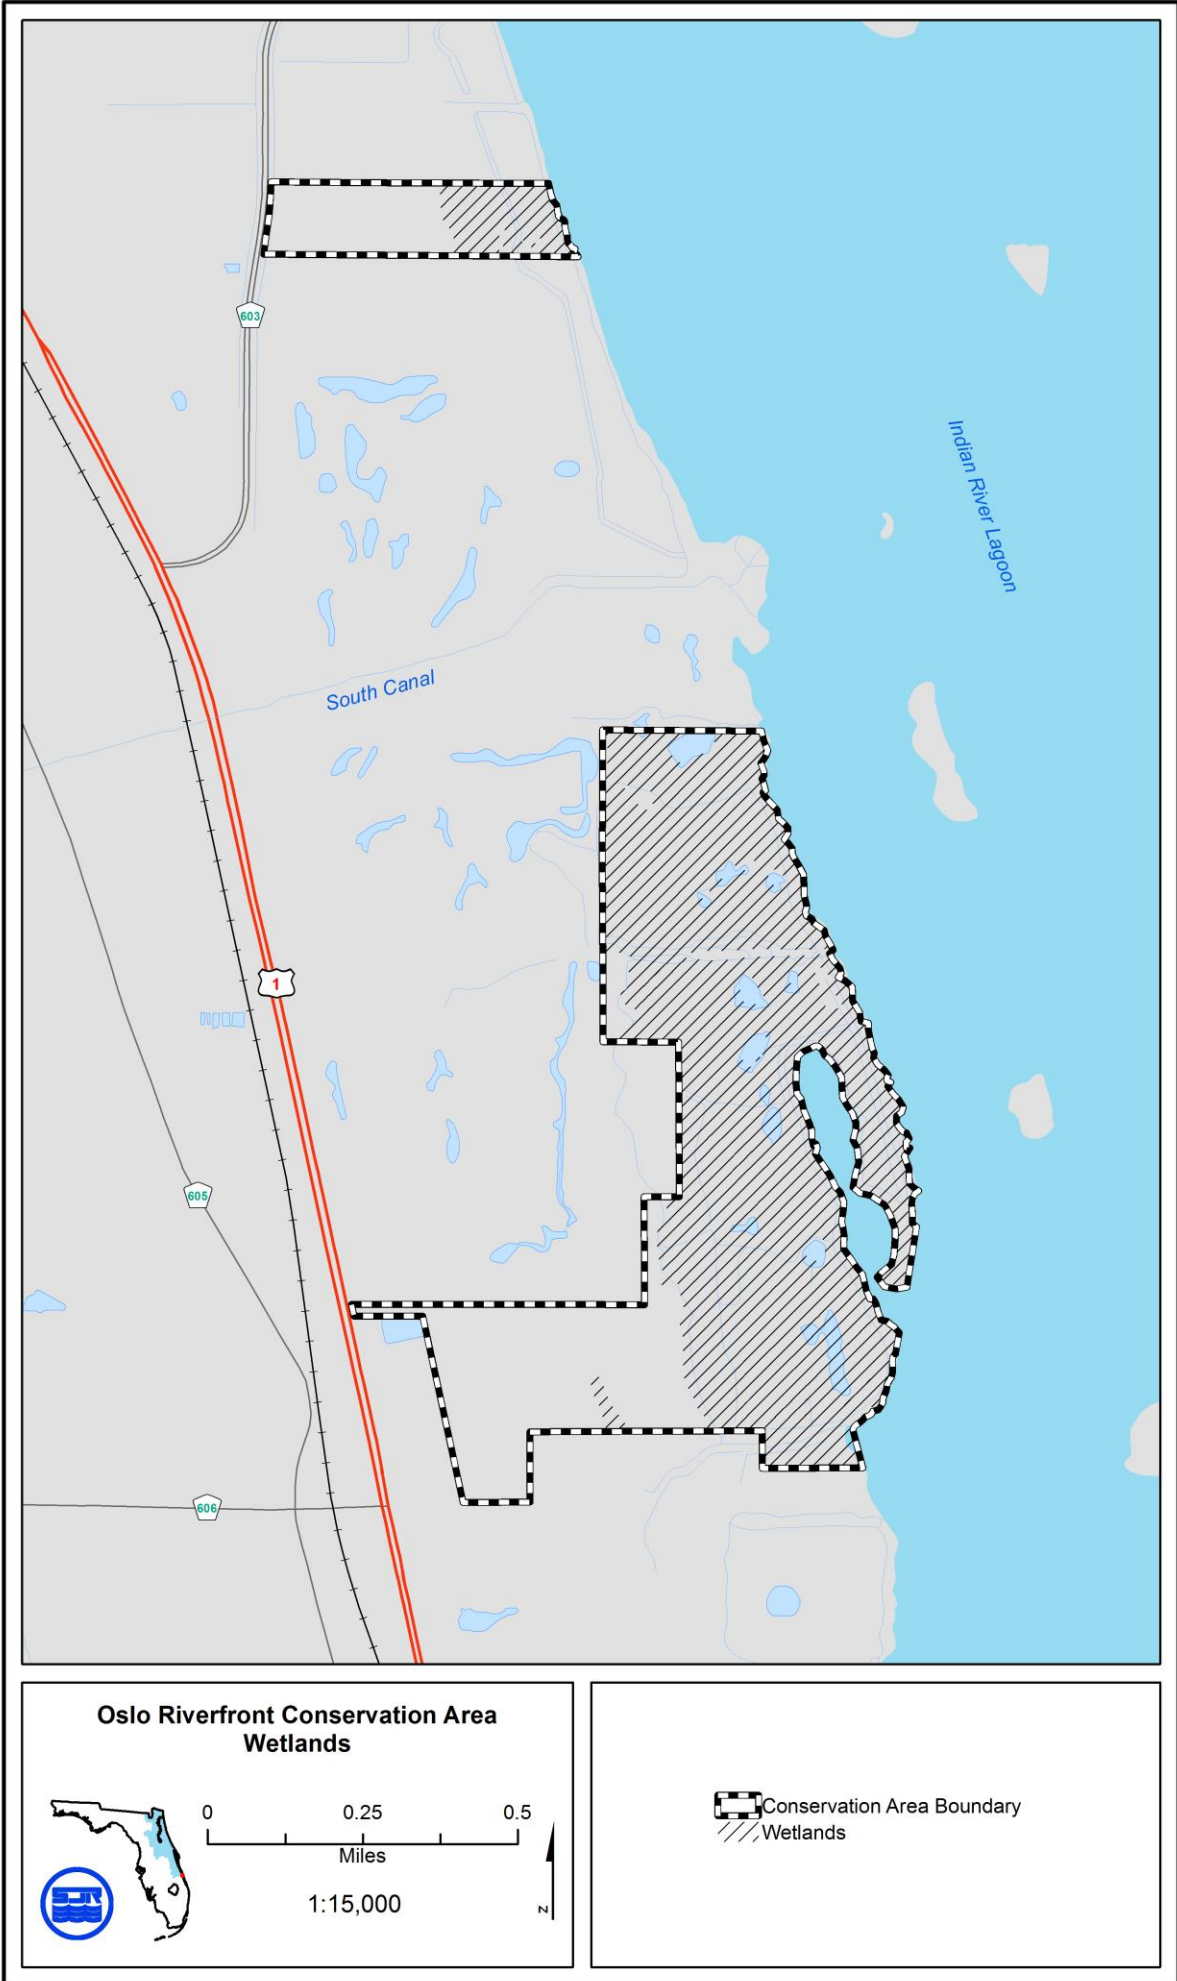 603
Indian River Lagoon
South Canal
1
605
606
Oslo Riverfront Conservation Area
Wetlands
0 0.25 0.5
Miles
1:15,000
N
SJR
Conservation Area Boundary
Wetlands